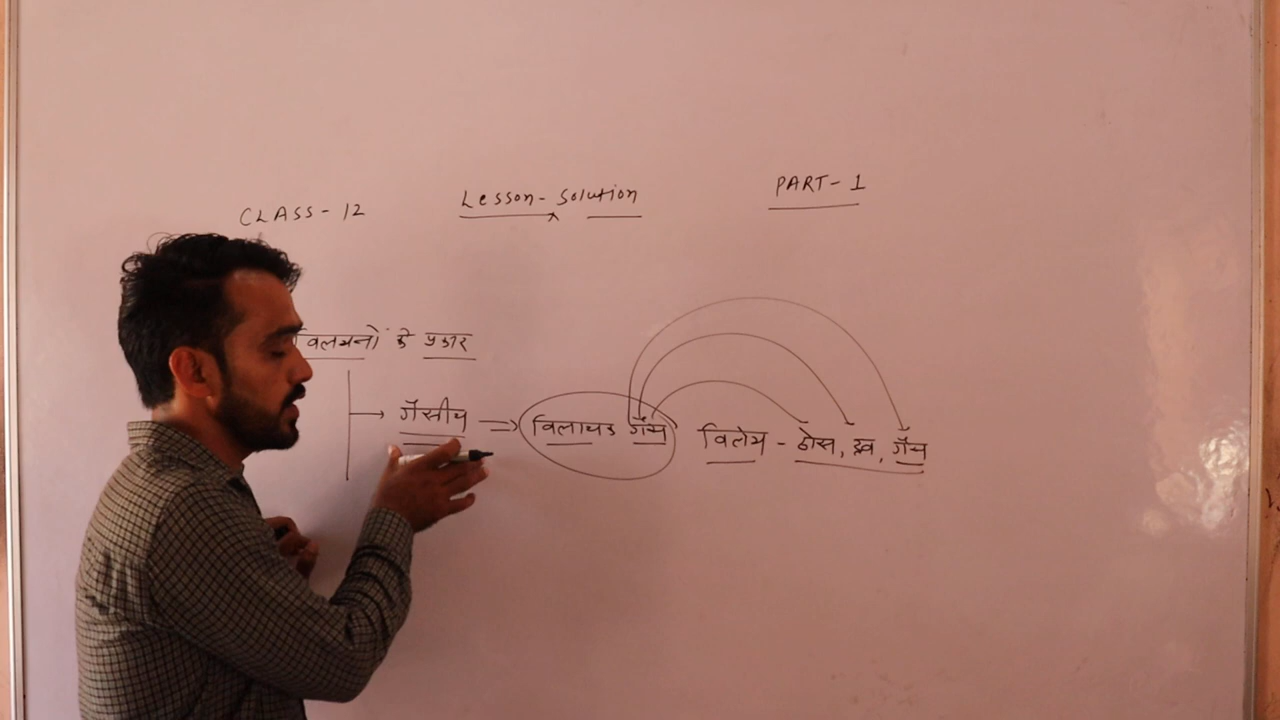 CLASS-12 Lesson-Solution PART-1
विलयनों के प्रकार
गैसीय => विलायक गैस विलेय - ठोस, द्रव, गैस